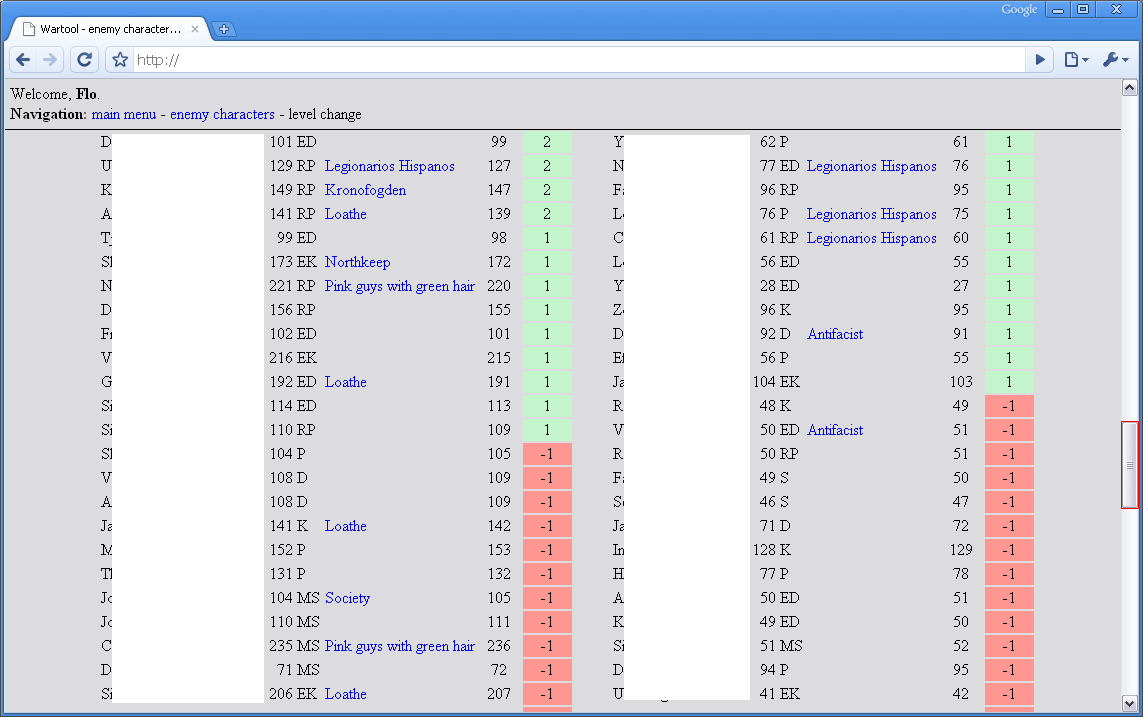 Google
Wartool - enemy character...
http://
Welcome, Flo.
Navigation: main menu - enemy characters - level change
D 101 ED 99 2 Y 62 P 61 1
U 129 RP Legionarios Hispanos 127 2 N 77 ED Legionarios Hispanos 76 1
K 149 RP Kronofogden 147 2 Fa 96 RP 95 1
A 141 RP Loathe 139 2 76 P Legionarios Hispanos 75 1
99 ED 98 1 C 61 RP Legionarios Hispanos 60 1
173 EK Northkeep 172 1 56 ED 55 1
N 221 RP Pink guys with green hair 220 1 Y 28 ED 27 1
D 156 RP 155 1 96 K 95 1
102 ED 101 1 D 92 D Antifacist 91 1
V 216 EK 215 1 56 P 55 1
G 192 ED Loathe 191 1 Ja 104 EK 103 1
Si 114 ED 113 1 R 48 K 49 -1
Si 110 RP 109 1 V 50 ED Antifacist 51 -1
104 P 105 -1 R 50 RP 51 -1
V 108 D 109 -1 Fa 49 S 50 -1
A 108 D 109 -1 46 S 47 -1
Ja 141 K Loathe 142 -1 Ja 71 D 72 -1
M 152 P 153 -1 In 128 K 129 -1
131 P 132 -1 H 77 P 78 -1
Jo 104 MS Society 105 -1 A 50 ED 51 -1
Jo 110 MS 111 -1 K 49 ED 50 -1
C 235 MS Pink guys with green hair 236 -1 Si 51 MS 52 -1
D 71 MS 72 -1 D 94 P 95 -1
Si 206 EK Loathe 207 -1 U 41 EK 42 -1